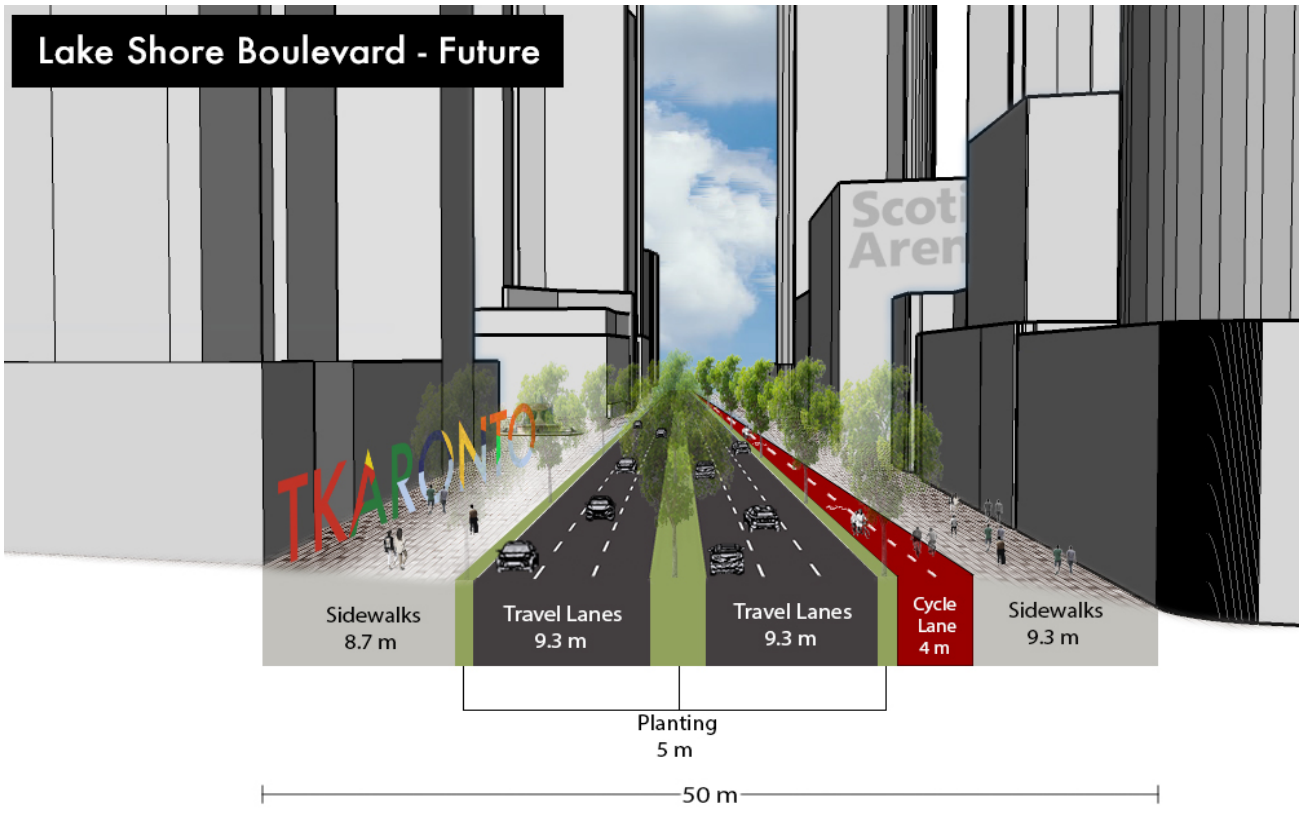 Lake Shore Boulevard - Future
Scoti
Aren
TKARONTO
Sidewalks
8.7 m
Travel Lanes
9.3 m
Travel Lanes
9.3 m
Cycle
Lane
4 m
Sidewalks
9.3 m
Planting
5 m
50 m